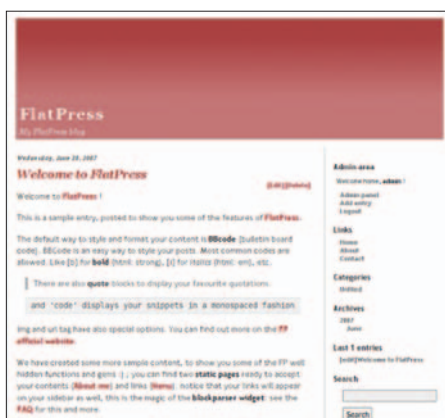 FlatPress
My FlatPress blog
Wednesday, June 20, 2007
Welcome to FlatPress
[Edit][Delete]
Welcome to FlatPress !
This is a sample entry, posted to show you some of the features of FlatPress.
The default way to style and format your content is BBcode (bulletin board
code). BBCode is an easy way to style your posts. Most common codes are
allowed. Like [b] for bold (html: strong), [i] for italics (html: em), etc.
There are also quote blocks to display your favourite quotations.
and 'code' displays your snippets in a monospaced fashion
img and url tag have also special options. You can find out more on the FP
official website.
We have created some more sample content, to show you some of the FP well
hidden functions and gems :) ; you can find two static pages ready to accept
your contents (About me) and links (Menu). notice that your links will appear
on your sidebar as well, this is the magic of the blockparser widget: see the
FAQ for this and more.
Admin area
Welcome home, admin !
Admin panel
Add entry
Logout
Links
Home
About
Contact
Categories
Archives
2007
June
Last 1 entries
[edit]Welcome to FlatPress
Search
Search